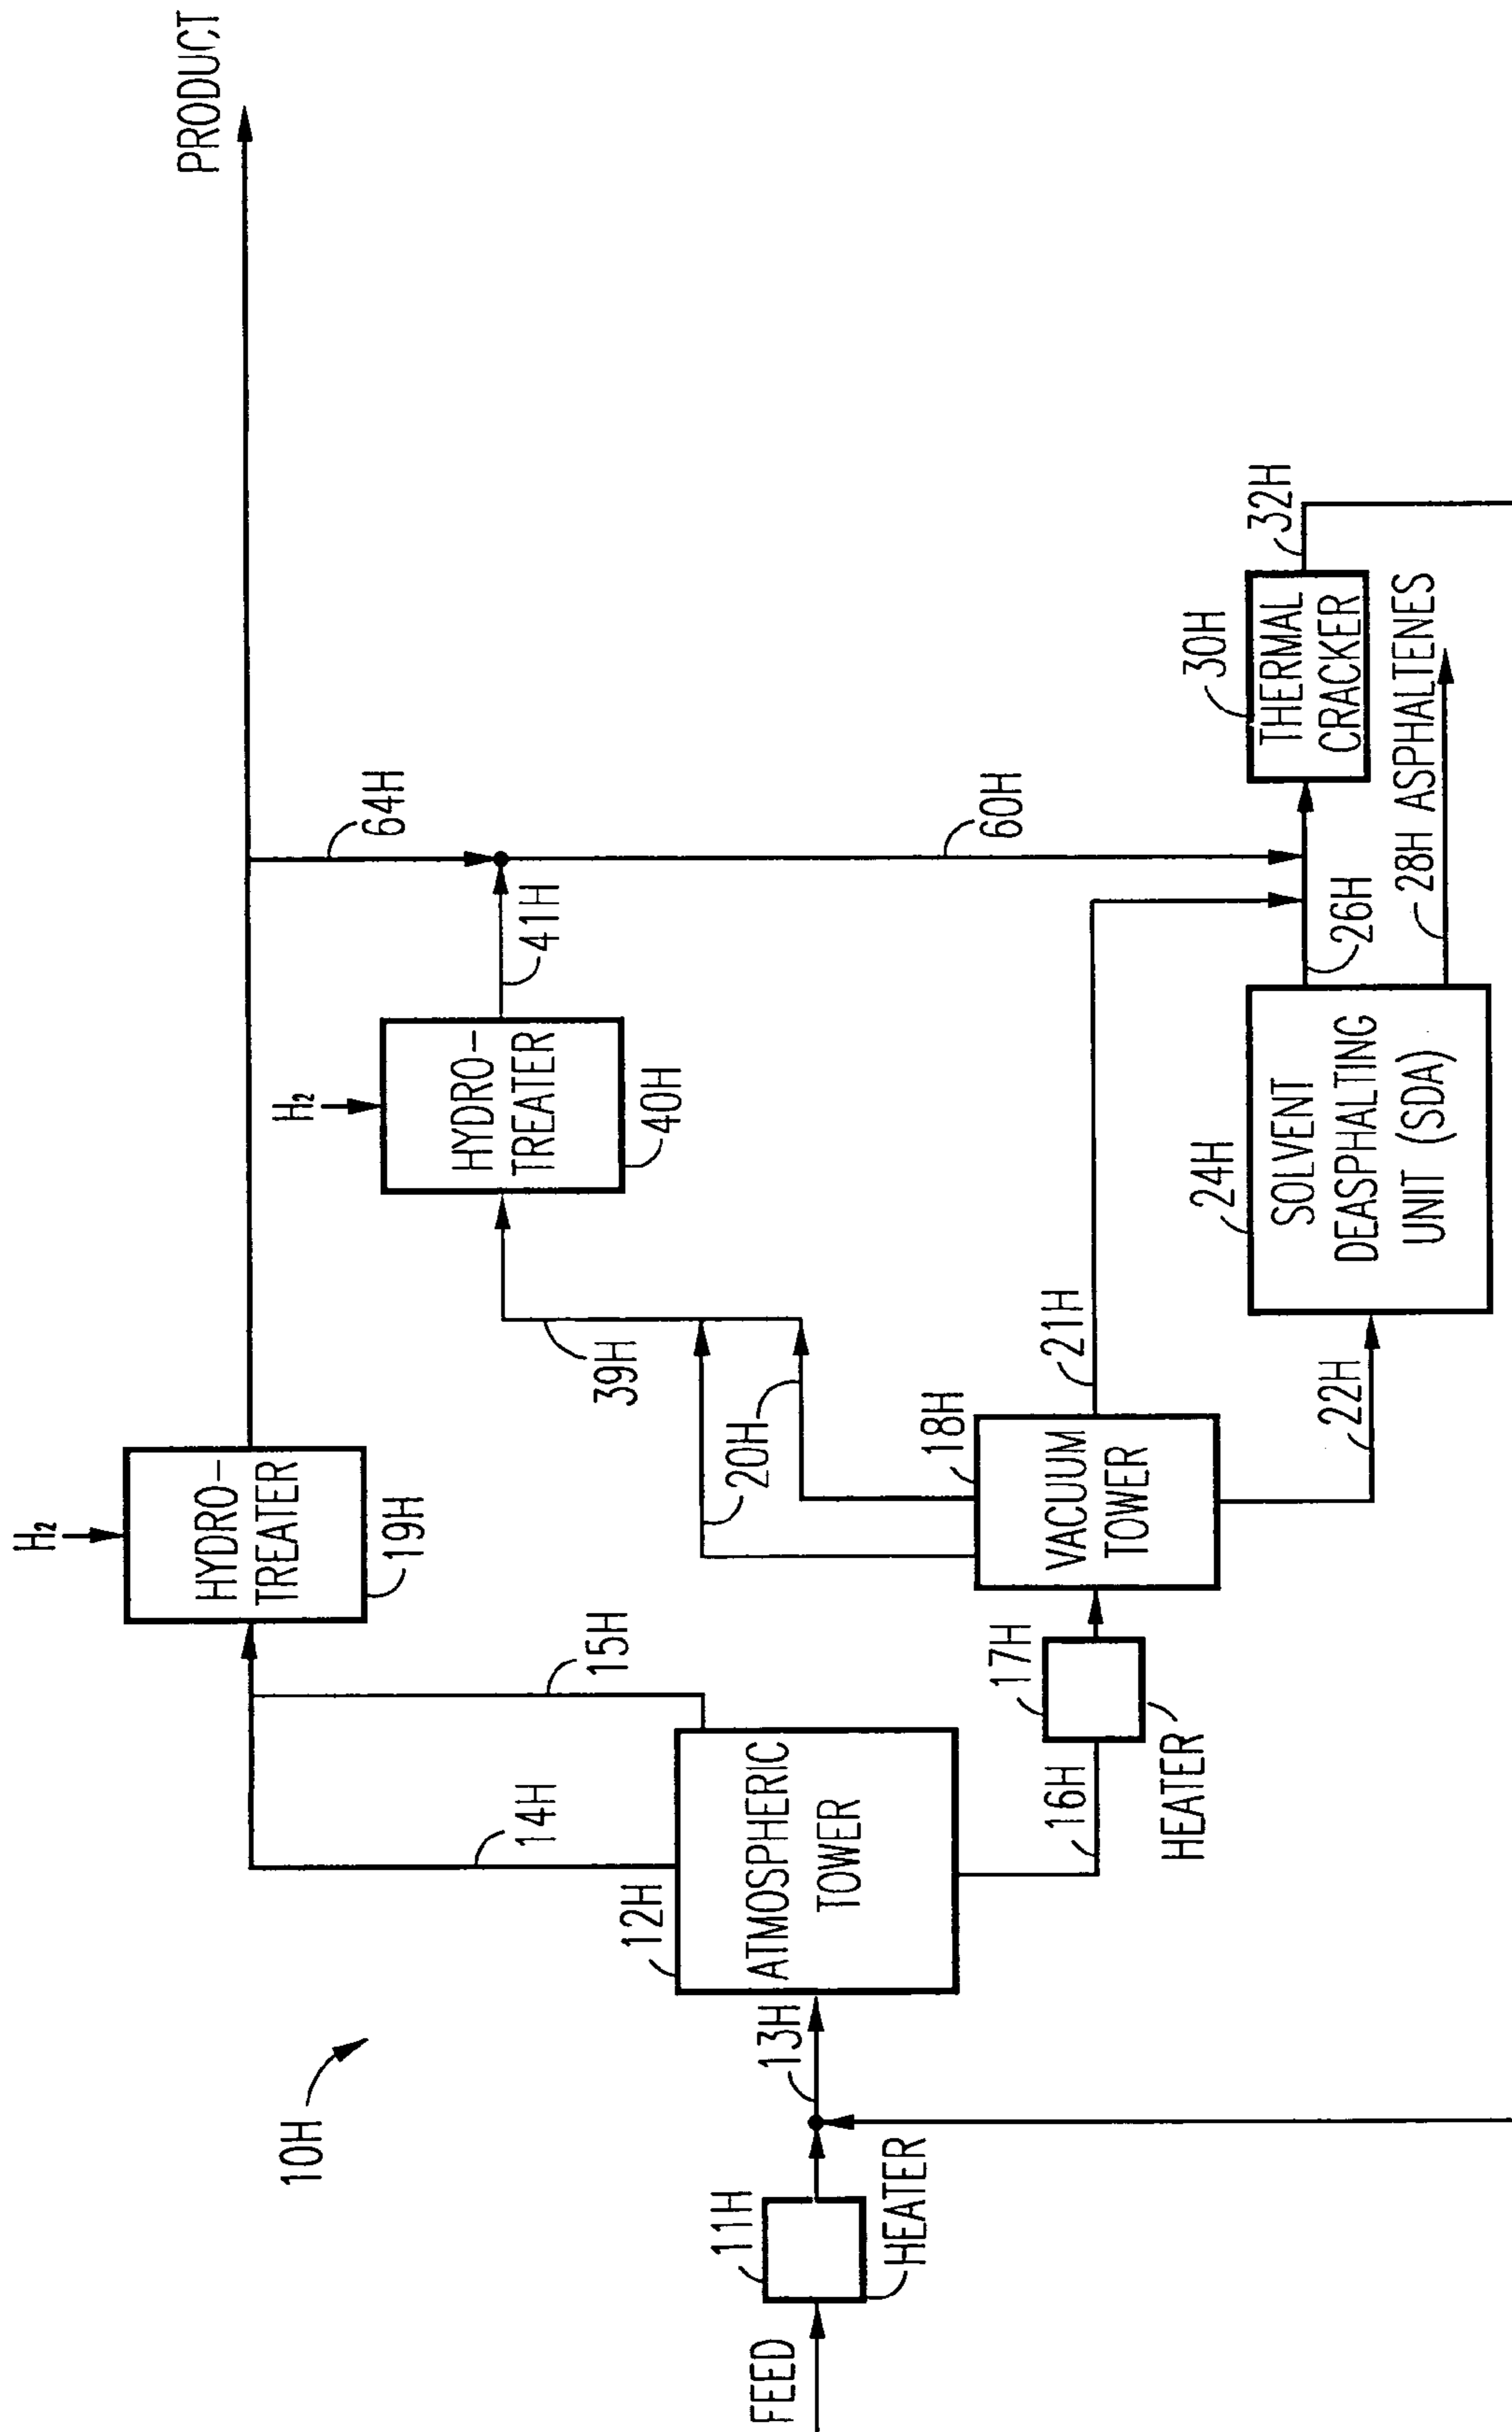 PRODUCT
H₂
HYDRO-
TREATER
19H
64H
H₂
HYDRO-
TREATER
40H
41H
60H
39H
20H
15H
14H
10H
12H
ATMOSPHERIC
TOWER
13H
11H
HEATER
FEED
16H
17H
HEATER
18H
VACUUM
TOWER
21H
22H
24H
SOLVENT
DEASPHALTING
UNIT (SDA)
26H
28H ASPHALTENES
30H
THERMAL
CRACKER
32H